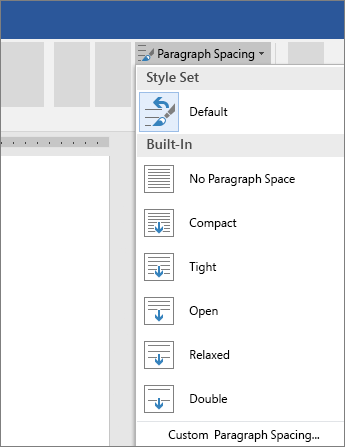 Paragraph Spacing
Style Set
Default
Built-In
No Paragraph Space
Compact
Tight
Open
Relaxed
Double
Custom Paragraph Spacing...